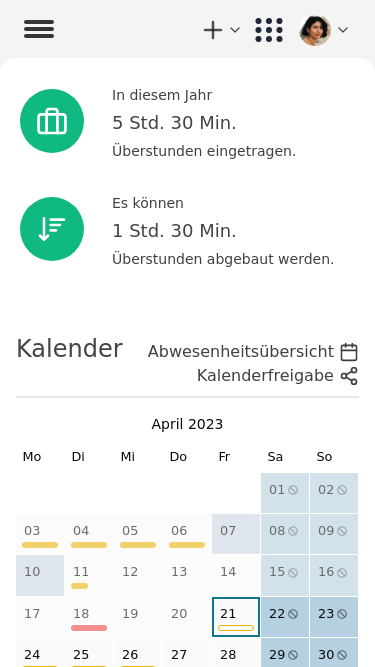 In diesem Jahr
5 Std. 30 Min.
Überstunden eingetragen.
Es können
1 Std. 30 Min.
Überstunden abgebaut werden.
Kalender
Abwesenheitsübersicht
Kalenderfreigabe
April 2023
Mo Di Mi Do Fr Sa So
01 02
03 04 05 06 07 08 09
10 11 12 13 14 15 16
17 18 19 20 21 22 23
24 25 26 27 28 29 30